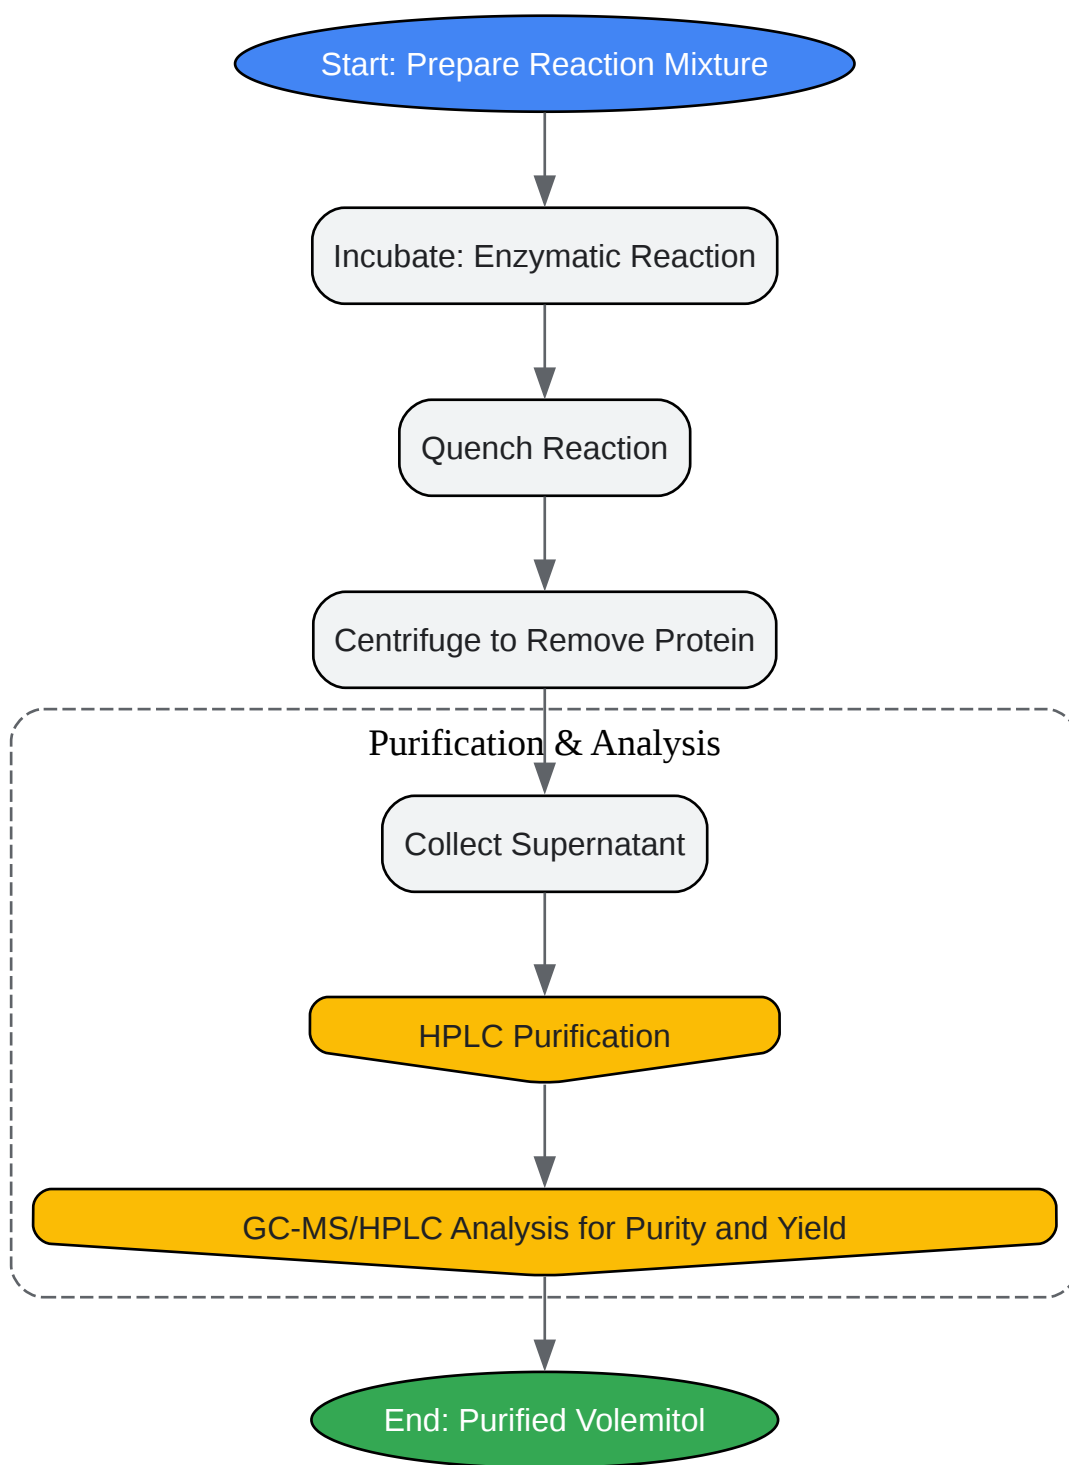 Start: Prepare Reaction Mixture
Incubate: Enzymatic Reaction
Quench Reaction
Centrifuge to Remove Protein
Purification & Analysis
Collect Supernatant
HPLC Purification
GC-MS/HPLC Analysis for Purity and Yield
End: Purified Volemitol